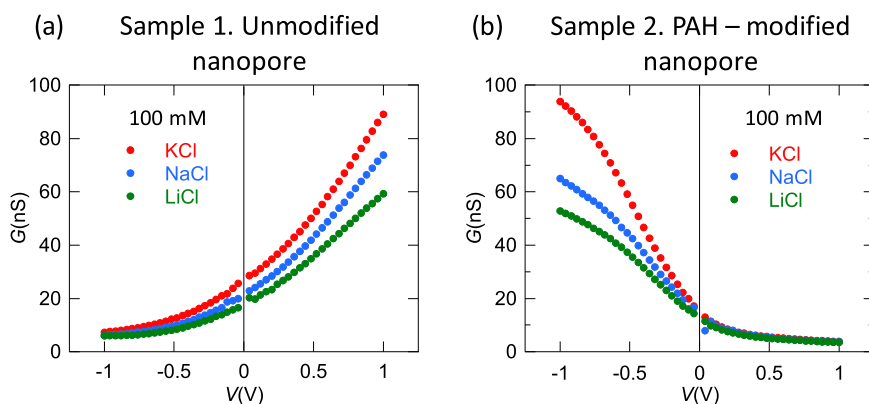 (a) Sample 1. Unmodified
nanopore
100
80
60
40
20
0
G(nS)
100 mM
KCl
NaCl
LiCl
-1 -0.5 0 0.5 1
V(V)
(b) Sample 2. PAH – modified
nanopore
100
80
60
40
20
0
G(nS)
100 mM
KCl
NaCl
LiCl
-1 -0.5 0 0.5 1
V(V)